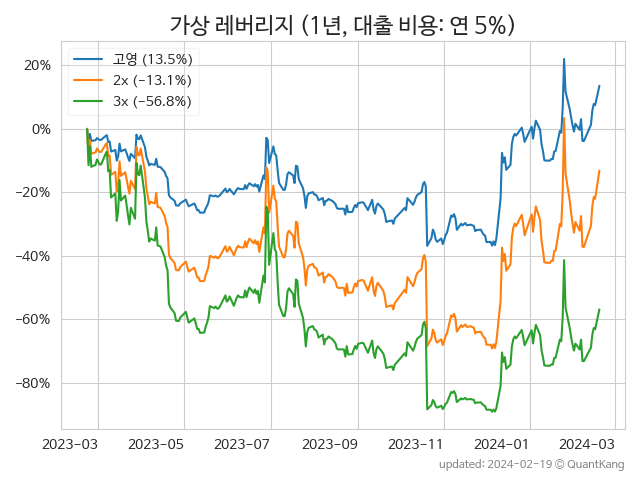 가상 레버리지 (1년, 대출 비용: 연 5%)
고영 (13.5%)
2x (−13.1%)
3x (−56.8%)
20%
0%
−20%
−40%
−60%
−80%
2023-03 2023-05 2023-07 2023-09 2023-11 2024-01 2024-03
updated: 2024-02-19 © QuantKang